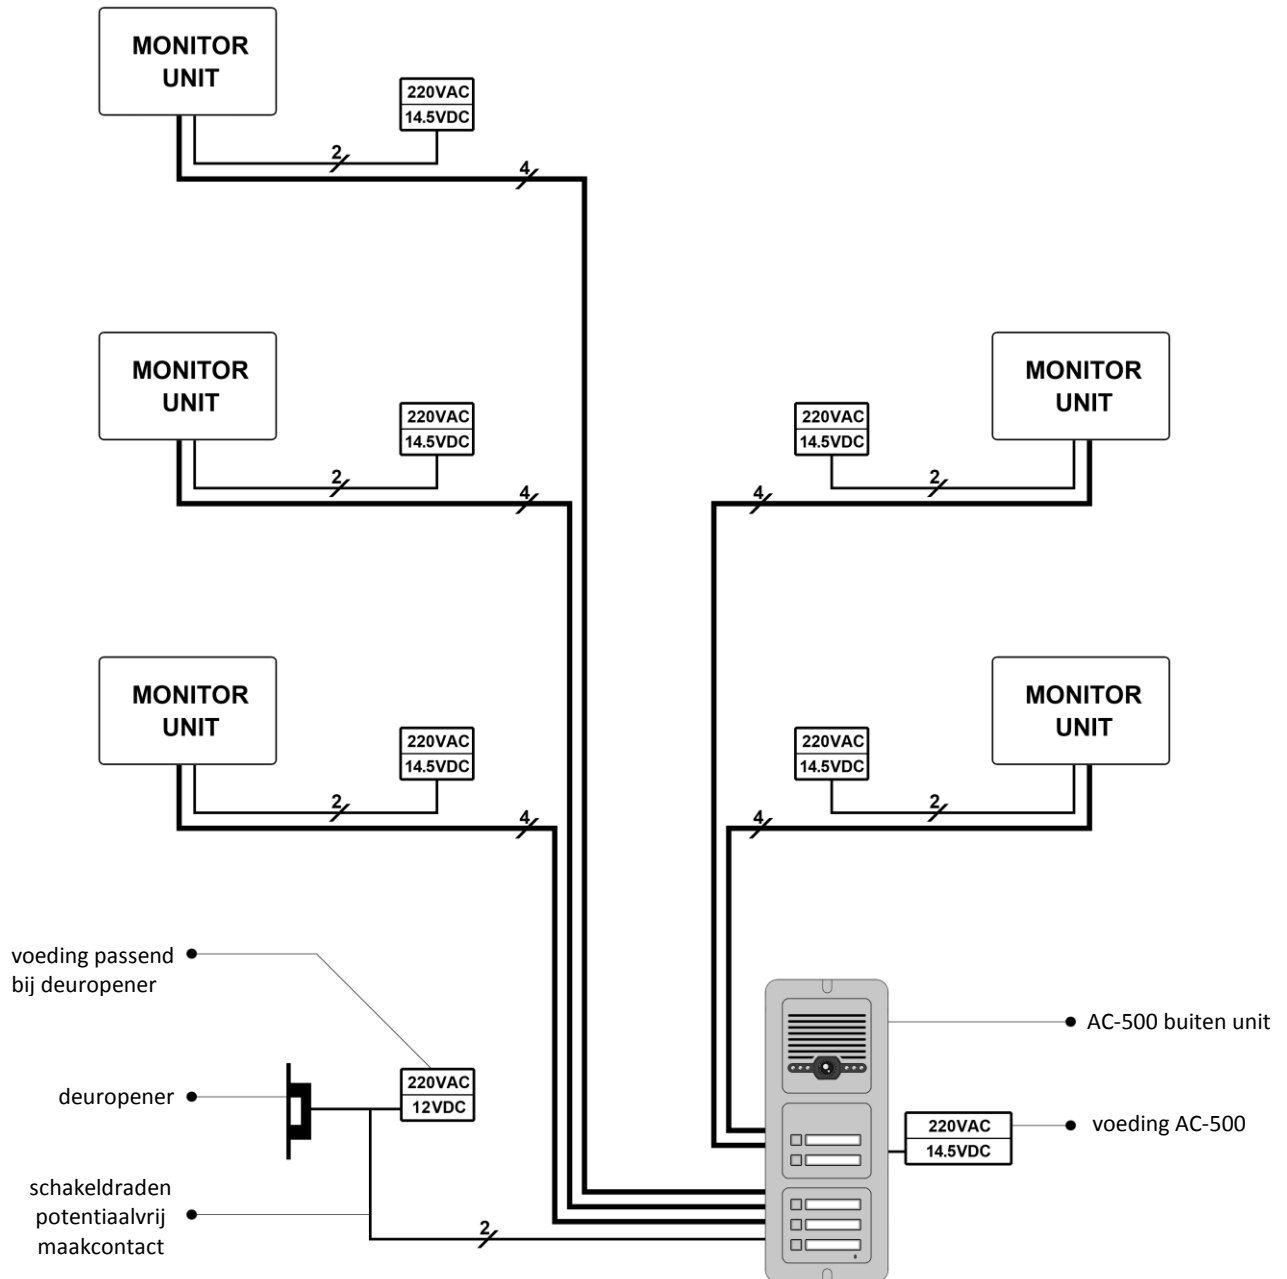 MONITOR
UNIT
220VAC
14.5VDC
2
4
MONITOR
UNIT
220VAC
14.5VDC
2
4
220VAC
14.5VDC
MONITOR
UNIT
4
2
MONITOR
UNIT
220VAC
14.5VDC
2
4
220VAC
14.5VDC
MONITOR
UNIT
4
2
voeding passend
bij deuropener
AC-500 buiten unit
220VAC
12VDC
deuropener
220VAC
14.5VDC
voeding AC-500
schakeldraden
potentiaalvrij
maakcontact
2